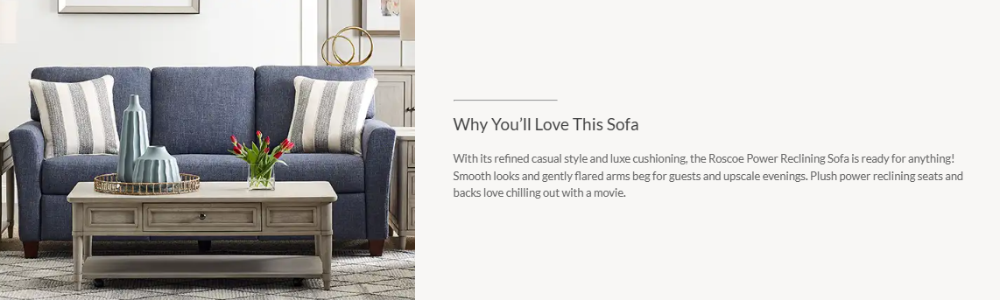 Why You’ll Love This Sofa
With its refined casual style and luxe cushioning, the Roscoe Power Reclining Sofa is ready for anything!
Smooth looks and gently flared arms beg for guests and upscale evenings. Plush power reclining seats and
backs love chilling out with a movie.